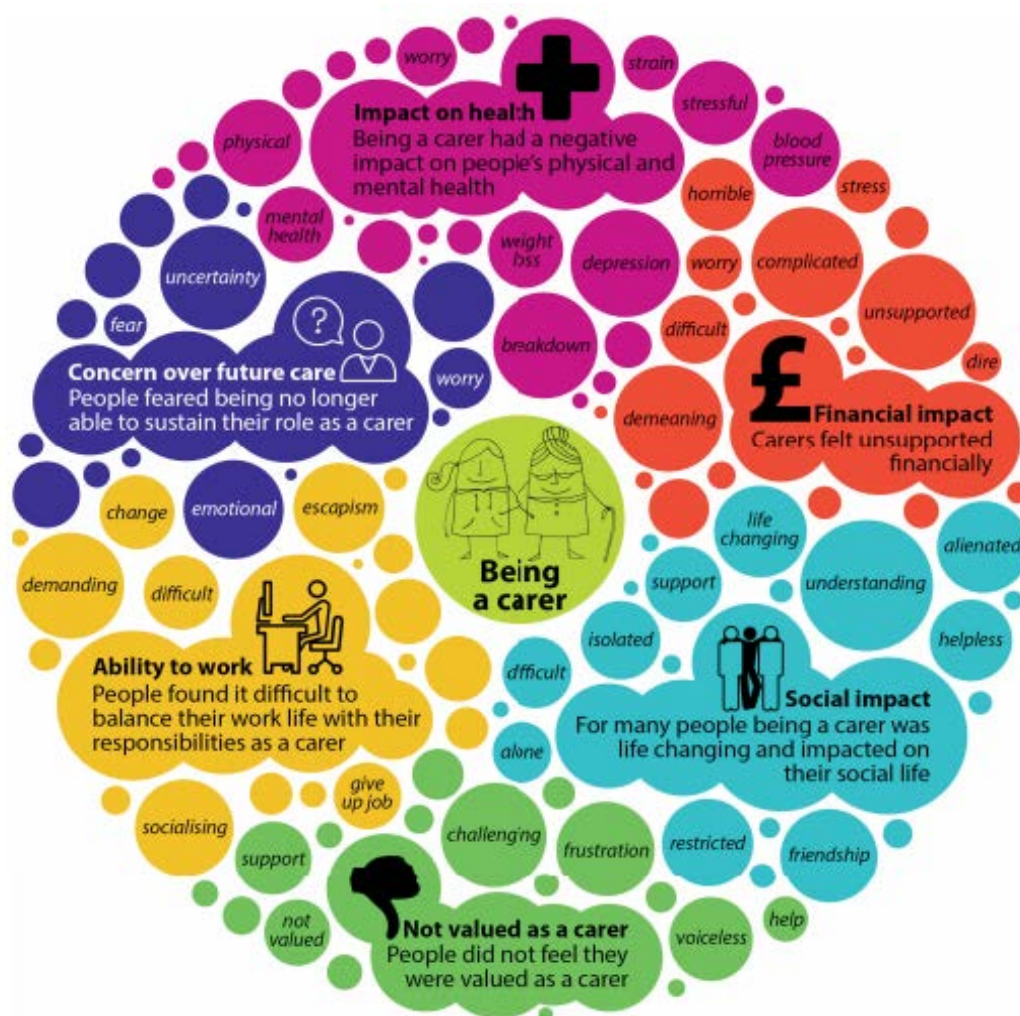 worry
strain
stressful
physical
blood
pressure
mental
health
weight
loss
depression
breakdown
Impact on health
Being a carer had a negative
impact on people's physical and
mental health
horrible
stress
worry
complicated
unsupported
difficult
dire
demeaning
£
Financial impact
Carers felt unsupported
financially
uncertainty
fear
?
worry
emotional
Concern over future care
People feared being no longer
able to sustain their role as a carer
Being
a carer
change
escapism
demanding
difficult
Ability to work
People found it difficult to
balance their work life with their
responsibilities as a carer
give
up job
socialising
life
changing
alienated
support
understanding
isolated
helpless
difficult
alone
Social impact
For many people being a carer was
life changing and impacted on
their social life
restricted
friendship
challenging
frustration
support
not
valued
voiceless
help
Not valued as a carer
People did not feel they
were valued as a carer